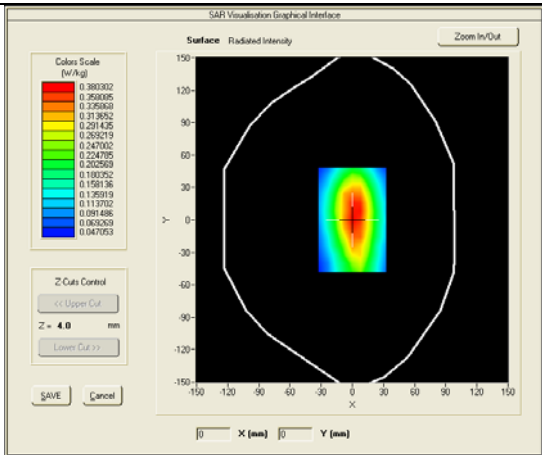 SAR Visualisation Graphical Interface
Surface Radiated Intensity
Zoom In/Out
Colors Scale
(W/kg)
0.380302
0.358085
0.335868
0.313652
0.291435
0.269219
0.247002
0.224785
0.202569
0.180352
0.158136
0.135919
0.113702
0.091486
0.069269
0.047053
150-
120-
90-
60-
30-
Y 0-
-30-
-60-
-90-
-120-
-150-
-150 -120 -90 -60 -30 0 30 60 90 120 150
X
Z Cuts Control
<< Upper Cut
Z = 4.0 mm
Lower Cut >>
SAVE Cancel
0 X (mm) 0 Y (mm)